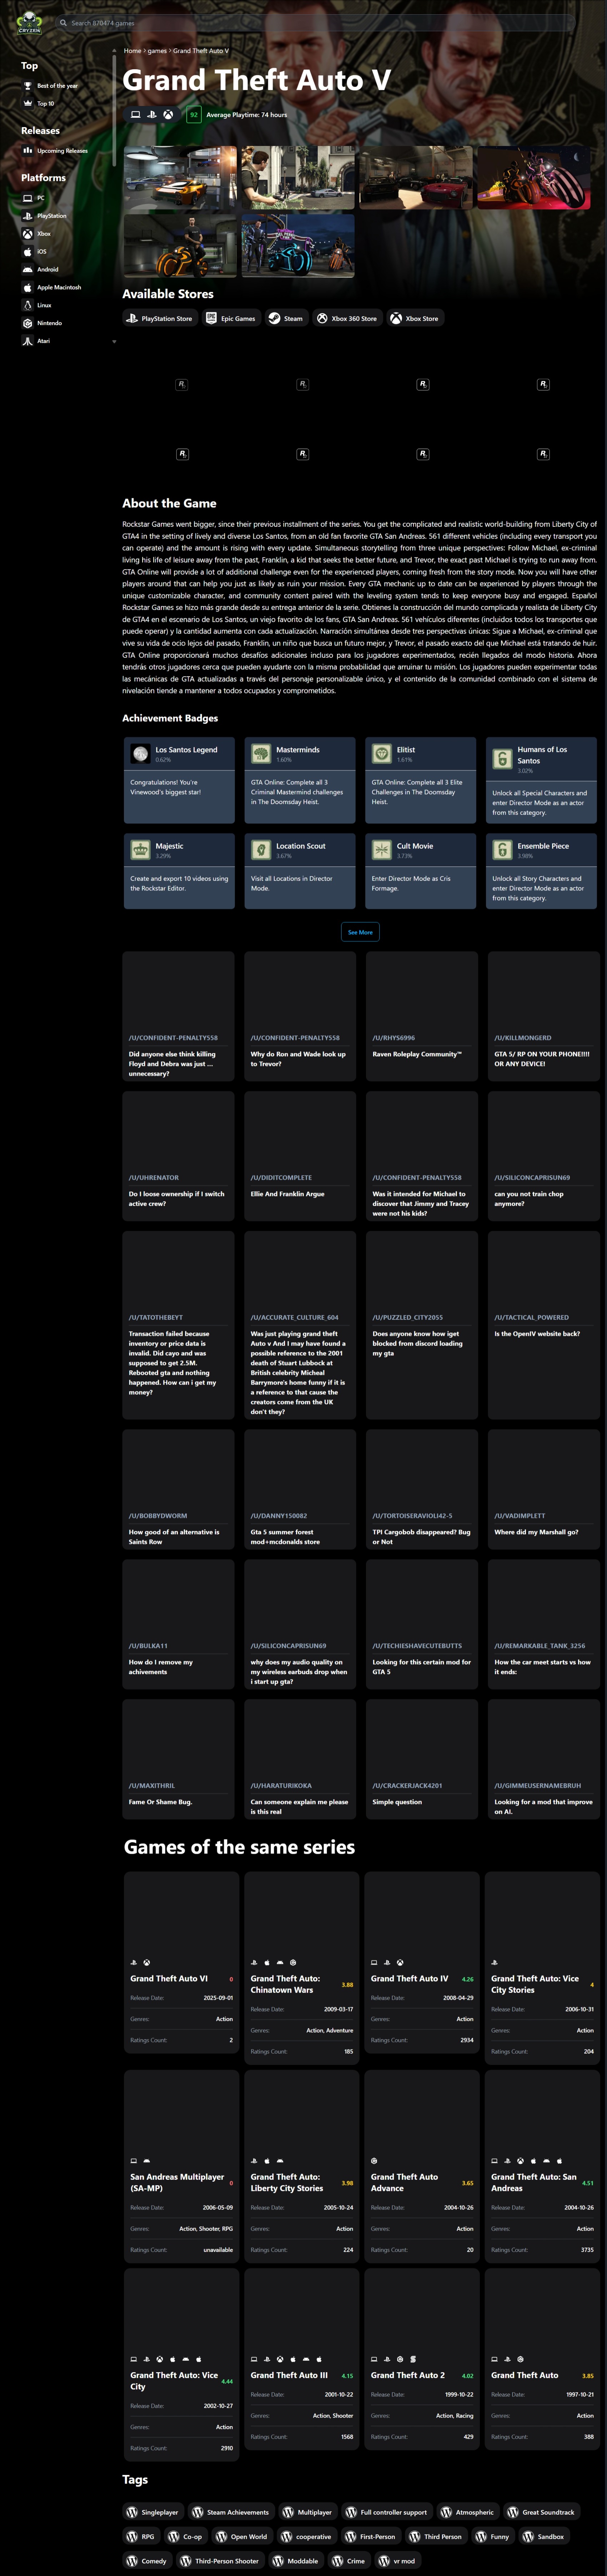 CRYZEN
Search 870474 games
Top
Best of the year
Top 10
Releases
Upcoming Releases
Platforms
PC
PlayStation
Xbox
iOS
Android
Apple Macintosh
Linux
Nintendo
Atari
Home > games > Grand Theft Auto V
Grand Theft Auto V
92 Average Playtime: 74 hours
Available Stores
PlayStation Store
Epic Games
Steam
Xbox 360 Store
Xbox Store
About the Game
Rockstar Games went bigger, since their previous installment of the series. You get the complicated and realistic world-building from Liberty City of
GTA4 in the setting of lively and diverse Los Santos, from an old fan favorite GTA San Andreas. 561 different vehicles (including every transport you
can operate) and the amount is rising with every update. Simultaneous storytelling from three unique perspectives: Follow Michael, ex-criminal
living his life of leisure away from the past, Franklin, a kid that seeks the better future, and Trevor, the exact past Michael is trying to run away from.
GTA Online will provide a lot of additional challenge even for the experienced players, coming fresh from the story mode. Now you will have other
players around that can help you just as likely as ruin your mission. Every GTA mechanic up to date can be experienced by players through the
unique customizable character, and community content paired with the leveling system tends to keep everyone busy and engaged. Español
Rockstar Games se hizo más grande desde su entrega anterior de la serie. Obtienes la construcción del mundo complicada y realista de Liberty City
de GTA4 en el escenario de Los Santos, un viejo favorito de los fans, GTA San Andreas. 561 vehículos diferentes (incluidos todos los transportes que
puede operar) y la cantidad aumenta con cada actualización. Narración simultánea desde tres perspectivas únicas: Sigue a Michael, ex-criminal que
vive su vida de ocio lejos del pasado, Franklin, un niño que busca un futuro mejor, y Trevor, el pasado exacto del que Michael está tratando de huir.
GTA Online proporcionará muchos desafíos adicionales incluso para los jugadores experimentados, recién llegados del modo historia. Ahora
tendrás otros jugadores cerca que pueden ayudarte con la misma probabilidad que arruinar tu misión. Los jugadores pueden experimentar todas
las mecánicas de GTA actualizadas a través del personaje personalizable único, y el contenido de la comunidad combinado con el sistema de
nivelación tiende a mantener a todos ocupados y comprometidos.
Achievement Badges
Los Santos Legend
0.62%
Congratulations! You're
Vinewood's biggest star!
Masterminds
1.60%
GTA Online: Complete all 3
Criminal Mastermind challenges
in The Doomsday Heist.
Elitist
1.61%
GTA Online: Complete all 3 Elite
Challenges in The Doomsday
Heist.
Humans of Los
Santos
3.02%
Unlock all Special Characters and
enter Director Mode as an actor
from this category.
Majestic
3.29%
Create and export 10 videos using
the Rockstar Editor.
Location Scout
3.67%
Visit all Locations in Director
Mode.
Cult Movie
3.73%
Enter Director Mode as Cris
Formage.
Ensemble Piece
3.98%
Unlock all Story Characters and
enter Director Mode as an actor
from this category.
See More
/U/CONFIDENT-PENALTY558
Did anyone else think killing
Floyd and Debra was just ...
unnecessary?
/U/CONFIDENT-PENALTY558
Why do Ron and Wade look up
to Trevor?
/U/RHYS6996
Raven Roleplay Community™
/U/KILLMONGERD
GTA 5/ RP ON YOUR PHONE!!!!
OR ANY DEVICE!
/U/UHRENATOR
Do I loose ownership if I switch
active crew?
/U/DIDITCOMPLETE
Ellie And Franklin Argue
/U/CONFIDENT-PENALTY558
Was it intended for Michael to
discover that Jimmy and Tracey
were not his kids?
/U/SILICONCAPRISUN69
can you not train chop
anymore?
/U/TATOTHEBEYT
Transaction failed because
inventory or price data is
invalid. Did cayo and was
supposed to get 2.5M.
Rebooted gta and nothing
happened. How can i get my
money?
/U/ACCURATE_CULTURE_604
Was just playing grand theft
Auto v And I may have found a
possible reference to the 2001
death of Stuart Lubbock at
British celebrity Micheal
Barrymore's home funny if it is
a reference to that cause the
creators come from the UK
don't they?
/U/PUZZLED_CITY2055
Does anyone know how iget
blocked from discord loading
my gta
/U/TACTICAL_POWERED
Is the OpenIV website back?
/U/BOBBYDWORM
How good of an alternative is
Saints Row
/U/DANNY150082
Gta 5 summer forest
mod+mcdonalds store
/U/TORTOISERAVIOLI42-5
TPI Cargobob disappeared? Bug
or Not
/U/VADIMPLETT
Where did my Marshall go?
/U/BULKA11
How do I remove my
achivements
/U/SILICONCAPRISUN69
why does my audio quality on
my wireless earbuds drop when
i start up gta?
/U/TECHIESHAVECUTEBUTTS
Looking for this certain mod for
GTA 5
/U/REMARKABLE_TANK_3256
How the car meet starts vs how
it ends:
/U/MAXITHRIL
Fame Or Shame Bug.
/U/HARATURIKOKA
Can someone explain me please
is this real
/U/CRACKERJACK4201
Simple question
/U/GIMMEUSERNAMEBRUH
Looking for a mod that improve
on AI.
Games of the same series
Grand Theft Auto VI 0
Release Date: 2025-09-01
Genres: Action
Ratings Count: 2
Grand Theft Auto:
Chinatown Wars 3.88
Release Date: 2009-03-17
Genres: Action, Adventure
Ratings Count: 185
Grand Theft Auto IV 4.26
Release Date: 2008-04-29
Genres: Action
Ratings Count: 2934
Grand Theft Auto: Vice
City Stories 4
Release Date: 2006-10-31
Genres: Action
Ratings Count: 204
San Andreas Multiplayer
(SA-MP) 0
Release Date: 2006-05-09
Genres: Action, Shooter, RPG
Ratings Count: unavailable
Grand Theft Auto:
Liberty City Stories 3.98
Release Date: 2005-10-24
Genres: Action
Ratings Count: 224
Grand Theft Auto
Advance 3.65
Release Date: 2004-10-26
Genres: Action
Ratings Count: 20
Grand Theft Auto: San
Andreas 4.51
Release Date: 2004-10-26
Genres: Action
Ratings Count: 3735
Grand Theft Auto: Vice
City 4.44
Release Date: 2002-10-27
Genres: Action
Ratings Count: 2910
Grand Theft Auto III 4.15
Release Date: 2001-10-22
Genres: Action, Shooter
Ratings Count: 1568
Grand Theft Auto 2 4.02
Release Date: 1999-10-22
Genres: Action, Racing
Ratings Count: 429
Grand Theft Auto 3.85
Release Date: 1997-10-21
Genres: Action
Ratings Count: 388
Tags
Singleplayer
Steam Achievements
Multiplayer
Full controller support
Atmospheric
Great Soundtrack
RPG
Co-op
Open World
cooperative
First-Person
Third Person
Funny
Sandbox
Comedy
Third-Person Shooter
Moddable
Crime
vr mod